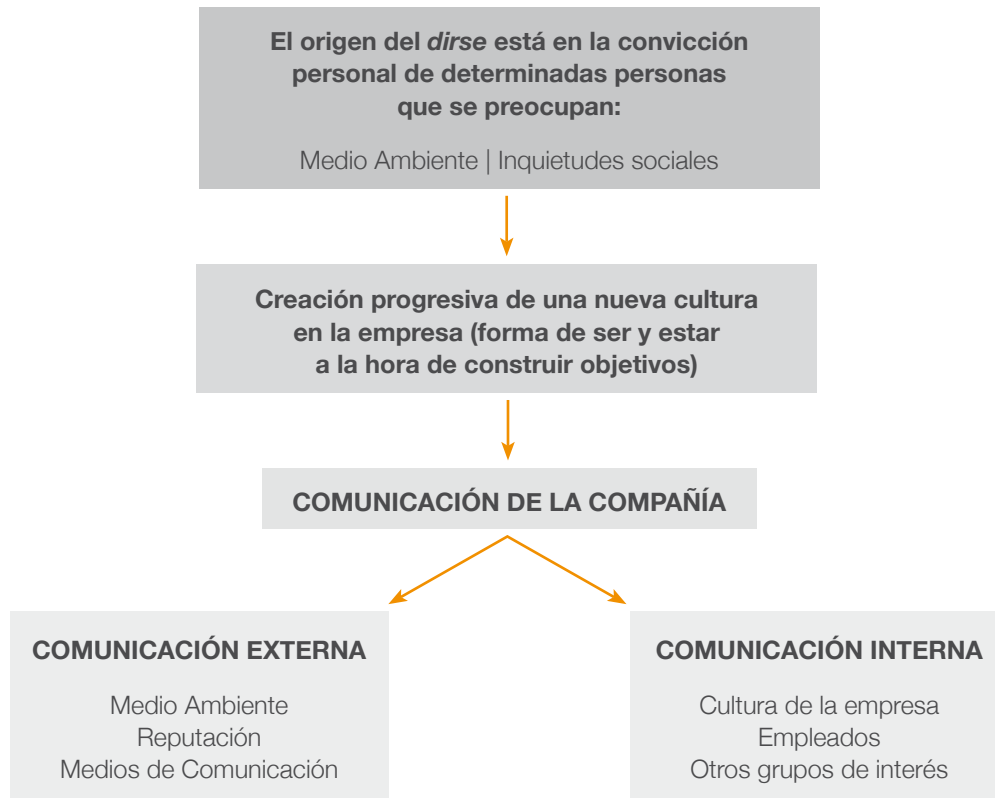 El origen del dirse está en la convicción
personal de determinadas personas
que se preocupan:
Medio Ambiente | Inquietudes sociales
Creación progresiva de una nueva cultura
en la empresa (forma de ser y estar
a la hora de construir objetivos)
COMUNICACIÓN DE LA COMPAÑÍA
COMUNICACIÓN EXTERNA
Medio Ambiente
Reputación
Medios de Comunicación
COMUNICACIÓN INTERNA
Cultura de la empresa
Empleados
Otros grupos de interés